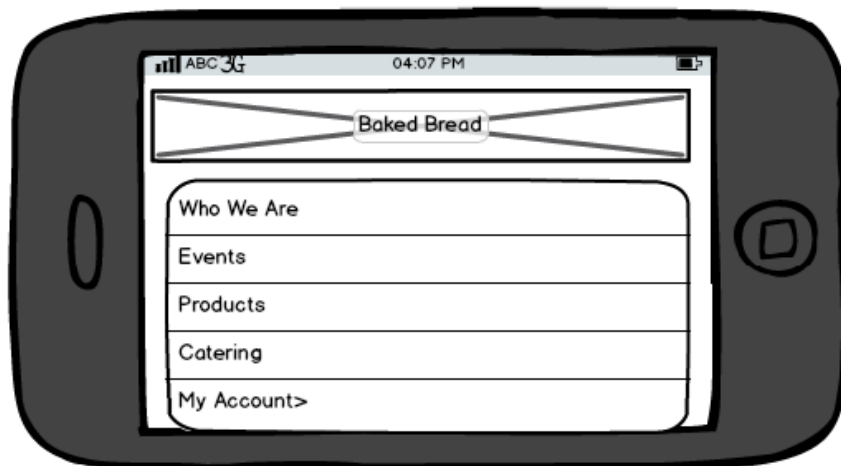 ABC 3G 04:07 PM
Baked Bread
Who We Are
Events
Products
Catering
My Account>